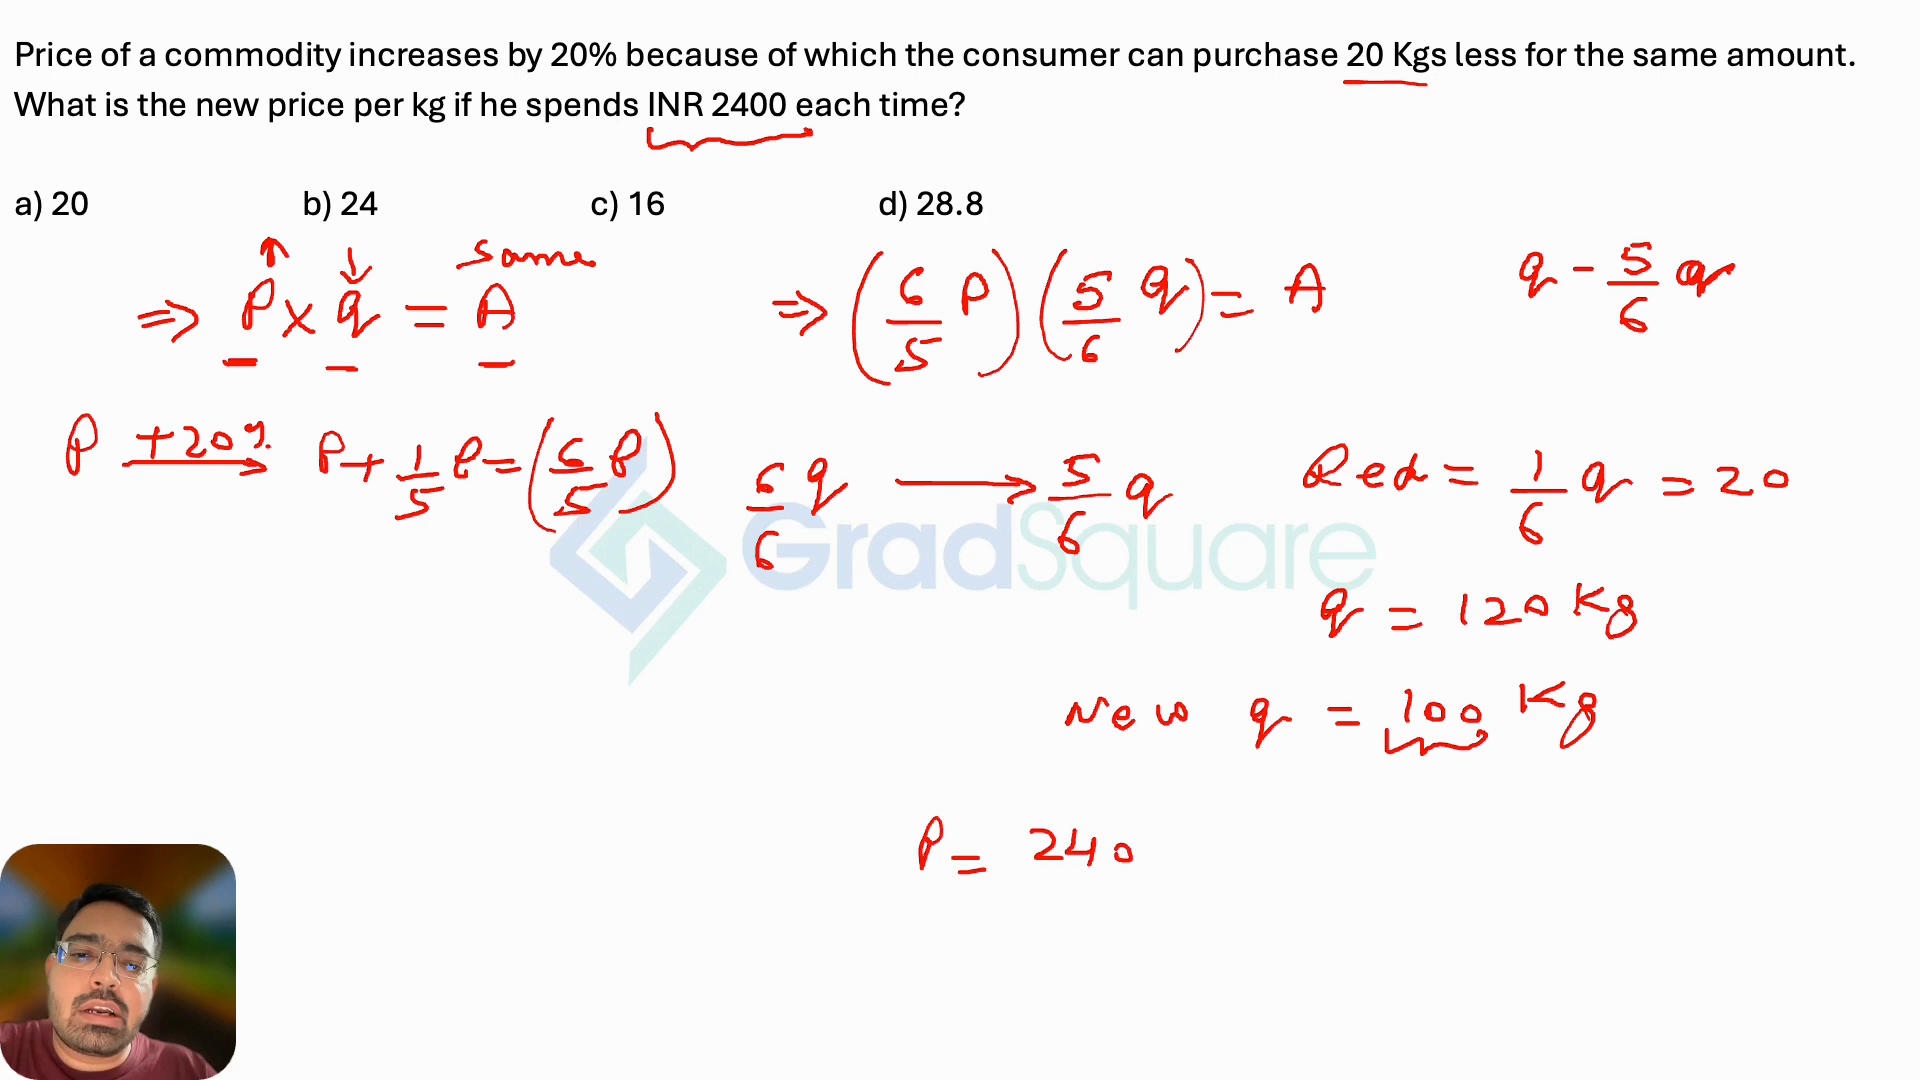 Price of a commodity increases by 20% because of which the consumer can purchase 20 Kgs less for the same amount.
What is the new price per kg if he spends INR 2400 each time?
a) 20 b) 24 c) 16 d) 28.8
same
⇒ P × q = A
⇒ (6/5 P) (5/6 q) = A
q - 5/6 q
P +20% → P + 1/5 P = (6/5 P)
6/6 q → 5/6 q
Red = 1/6 q = 20
GradSquare
q = 120 Kg
New q = 100 Kg
P = 240